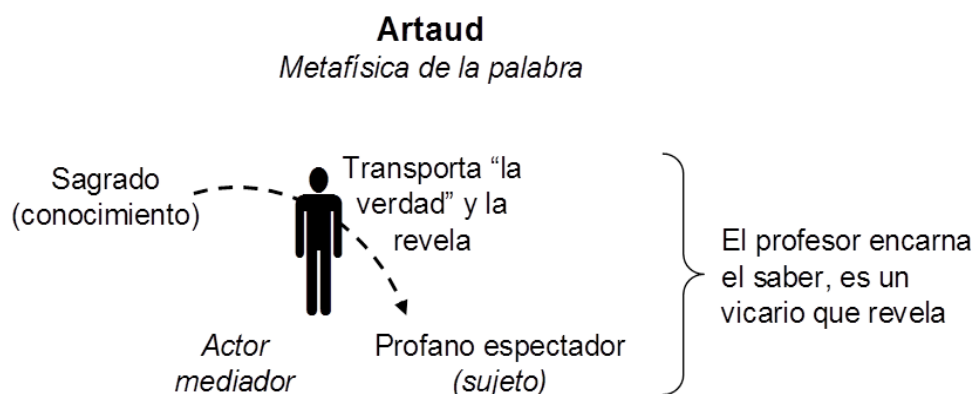 Artaud
Metafísica de la palabra
Sagrado
(conocimiento)
Transporta “la
verdad” y la
revela
Actor
mediador
Profano espectador
(sujeto)
El profesor encarna
el saber, es un
vicario que revela